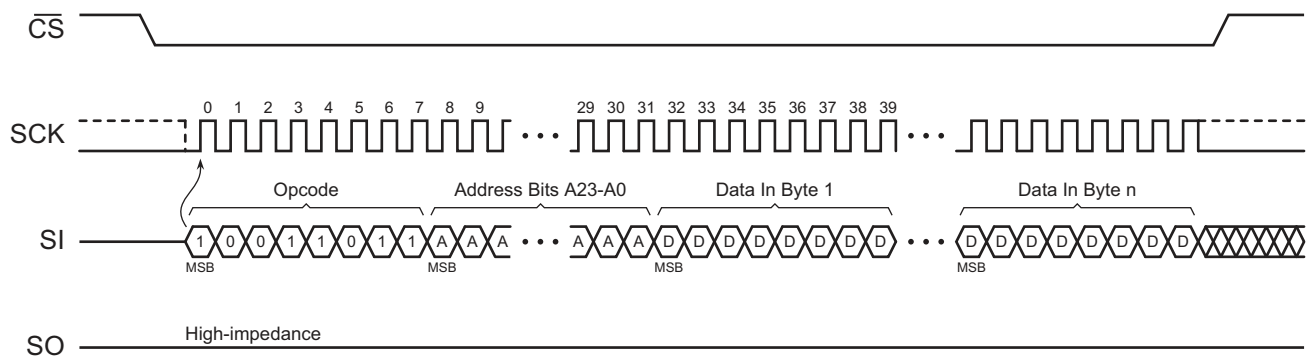 CS
0 1 2 3 4 5 6 7 8 9 29 30 31 32 33 34 35 36 37 38 39
SCK
Opcode Address Bits A23-A0 Data In Byte 1 Data In Byte n
SI 1 0 0 1 1 0 1 1 A A A A A A D D D D D D D D D D D D D D D D
MSB MSB MSB MSB
High-impedance
SO